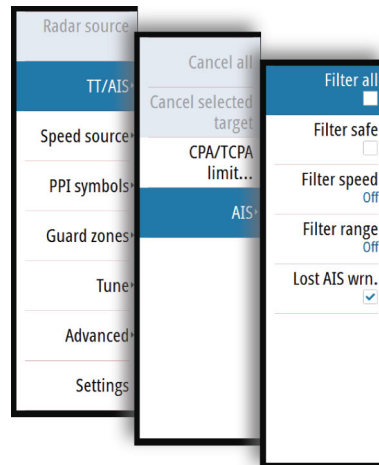 Radar source
TT/AIS
Speed source
PPI symbols
Guard zones
Tune
Advanced
Settings
Cancel all
Cancel selected
target
CPA/TCPA
limit...
AIS
Filter all
Filter safe
Filter speed
Off
Filter range
Off
Lost AIS wrn.